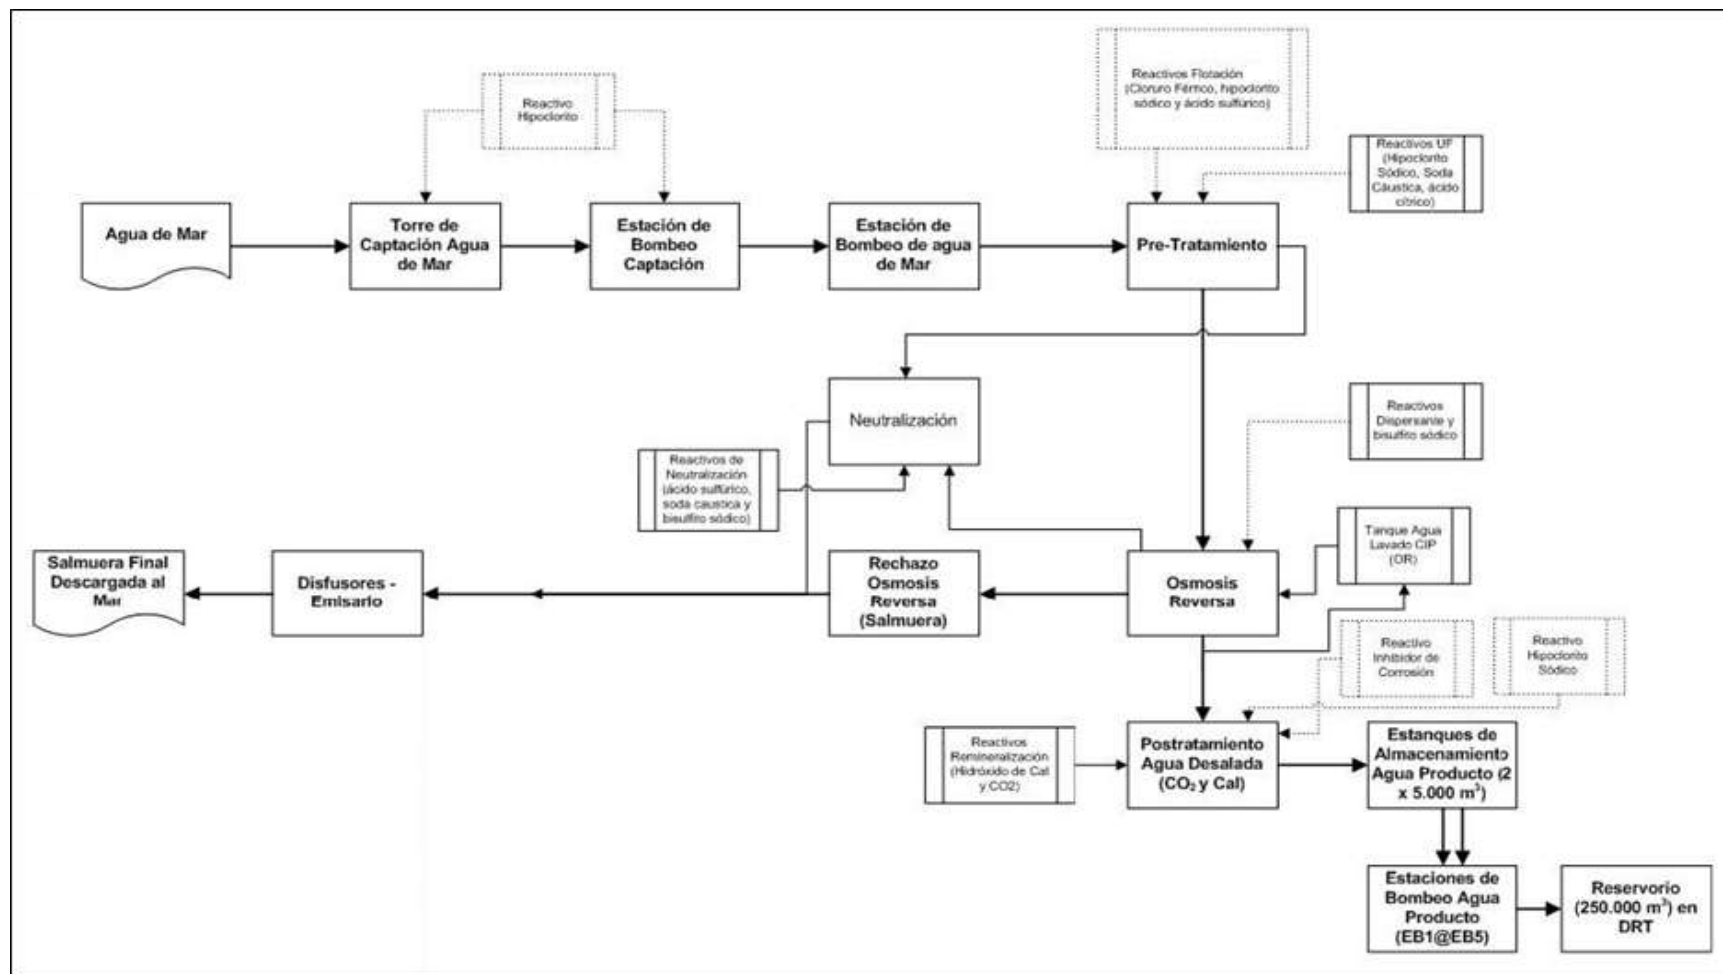 Reactivo
Hipoclorito
Reactivos Flotación
(Cloruro Férrico, hipoclorito
sódico y ácido sulfúrico)
Reactivos UF
(Hipoclorito
Sódico, Soda
Cáustica, ácido
cítrico)
Agua de Mar
Torre de
Captación Agua
de Mar
Estación de
Bombeo
Captación
Estación de
Bombeo de agua
de Mar
Pre-Tratamiento
Neutralización
Reactivos
Dispersante y
bisulfito sódico
Reactivos de
Neutralización
(ácido sulfúrico,
soda caustica y
bisulfito sódico)
Tanque Agua
Lavado CIP
(OR)
Salmuera Final
Descargada al
Mar
Disfusores -
Emisario
Rechazo
Osmosis
Reversa
(Salmuera)
Osmosis
Reversa
Reactivo
Inhibidor de
Corrosión
Reactivo
Hipoclorito
Sódico
Reactivos
Remineralización
(Hidróxido de Cal
y CO2)
Postratamiento
Agua Desalada
(CO₂ y Cal)
Estanques de
Almacenamiento
Agua Producto (2
x 5.000 m³)
Estaciones de
Bombeo Agua
Producto
(EB1@EB5)
Reservorio
(250.000 m³) en
DRT